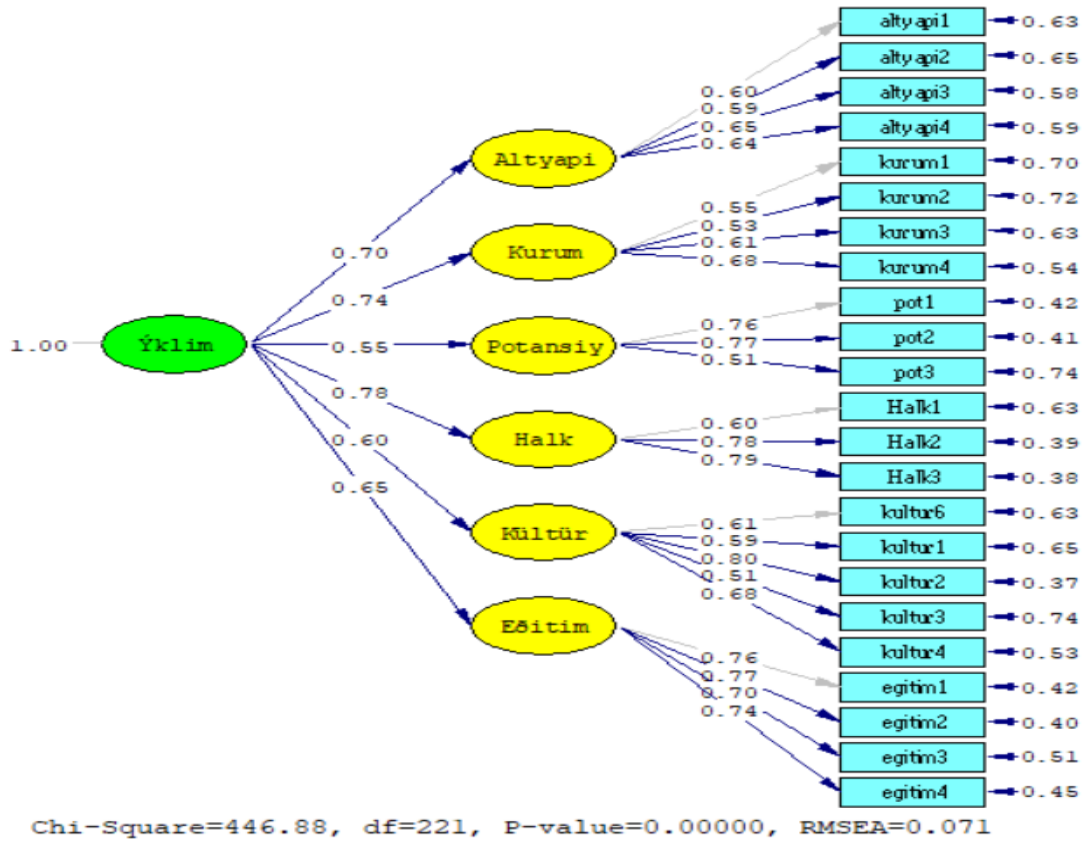 altyapi1 0.63
altyapi2 0.65
0.60 altyapi3 0.58
0.59
0.65 altyapi4 0.59
0.64
Altyapi kurum1 0.70
kurum2 0.72
0.55
0.53 kurum3 0.63
0.61
0.70 Kurum 0.68 kurum4 0.54
0.74 pot1 0.42
0.76
1.00 Ýklim 0.55 Potansiy 0.77 pot2 0.41
0.51 pot3 0.74
0.78 Halk1 0.63
0.60
0.60 Halk 0.78 Halk2 0.39
0.79
0.65 Halk3 0.38
kultur6 0.63
0.61
Kültür 0.59 kultur1 0.65
0.80
0.51 kultur2 0.37
0.68
kultur3 0.74
Eðitim kultur4 0.53
0.76
0.77 egitim1 0.42
0.70
0.74 egitim2 0.40
egitim3 0.51
egitim4 0.45
Chi-Square=446.88, df=221, P-value=0.00000, RMSEA=0.071